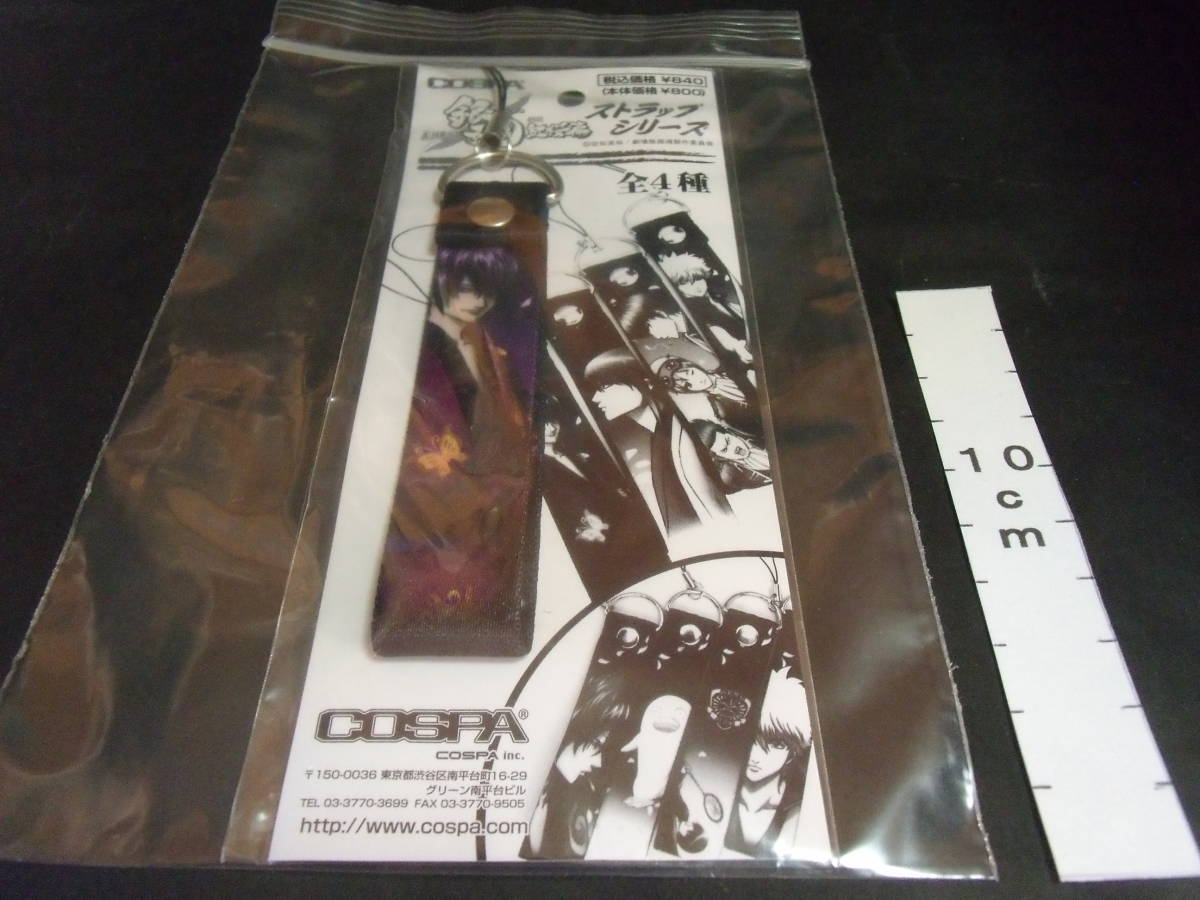 COSPA
税込価格 ¥840
(本体価格 ¥800)
銀魂
ストラップ
シリーズ
全4種
10
cm
COSPA®
COSPA inc.
〒150-0036 東京都渋谷区南平台町16-29
グリーン南平台ビル
TEL 03-3770-3699 FAX 03-3770-9505
http://www.cospa.com